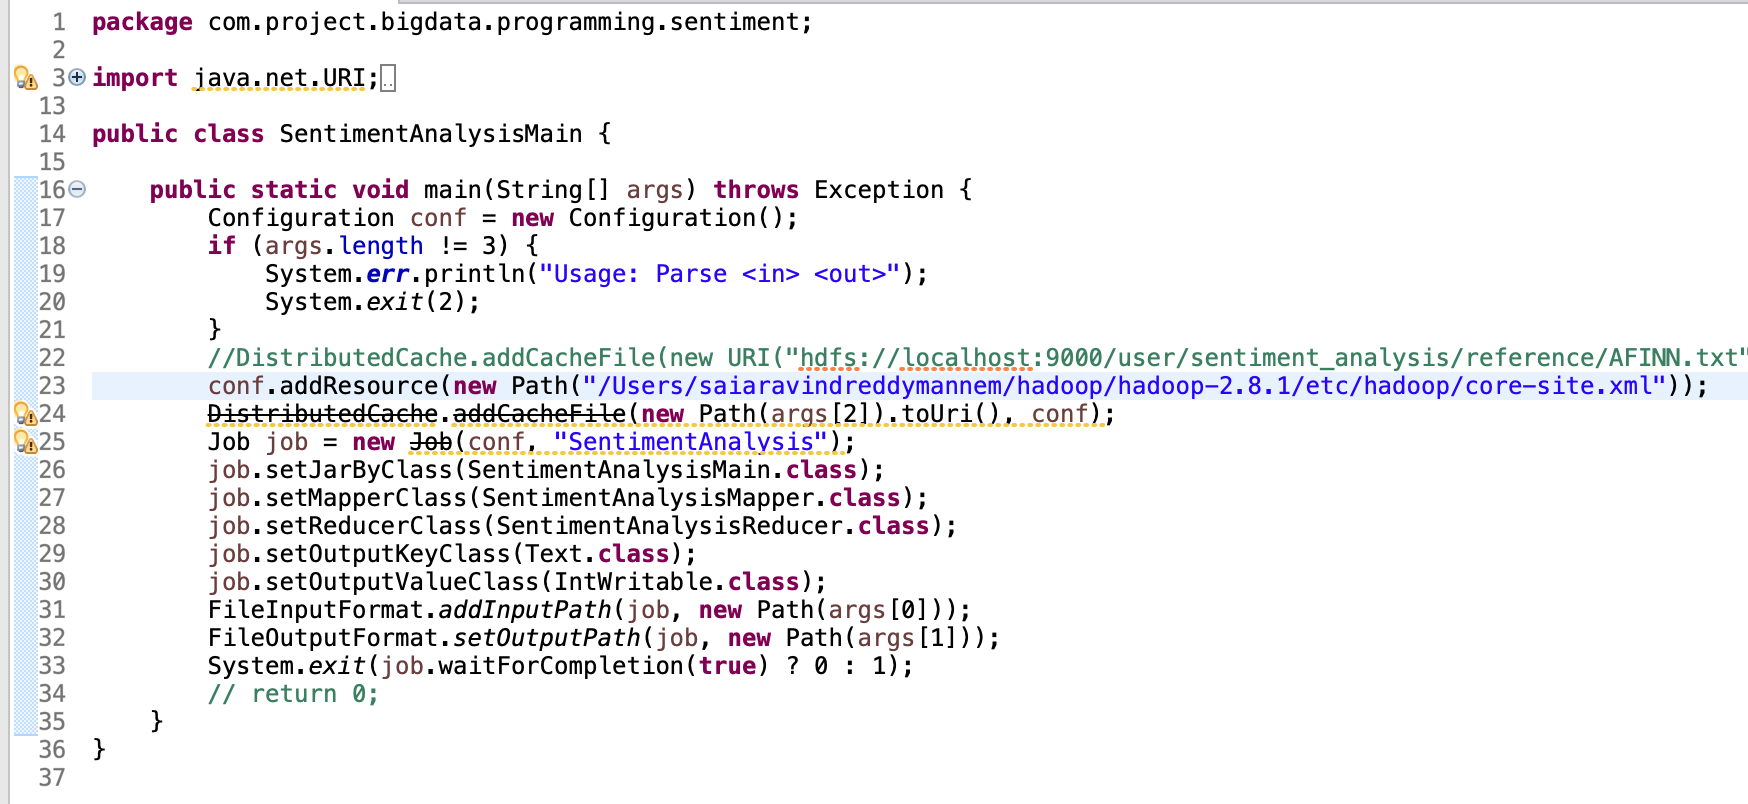 1 package com.project.bigdata.programming.sentiment;
2
3 import java.net.URI;
13
14 public class SentimentAnalysisMain {
15
16 public static void main(String[] args) throws Exception {
17 Configuration conf = new Configuration();
18 if (args.length != 3) {
19 System.err.println("Usage: Parse <in> <out>");
20 System.exit(2);
21 }
22 //DistributedCache.addCacheFile(new URI("hdfs://localhost:9000/user/sentiment_analysis/reference/AFINN.txt"
23 conf.addResource(new Path("/Users/saiaravindreddymannem/hadoop/hadoop-2.8.1/etc/hadoop/core-site.xml"));
24 DistributedCache.addCacheFile(new Path(args[2]).toUri(), conf);
25 Job job = new Job(conf, "SentimentAnalysis");
26 job.setJarByClass(SentimentAnalysisMain.class);
27 job.setMapperClass(SentimentAnalysisMapper.class);
28 job.setReducerClass(SentimentAnalysisReducer.class);
29 job.setOutputKeyClass(Text.class);
30 job.setOutputValueClass(IntWritable.class);
31 FileInputFormat.addInputPath(job, new Path(args[0]));
32 FileOutputFormat.setOutputPath(job, new Path(args[1]));
33 System.exit(job.waitForCompletion(true) ? 0 : 1);
34 // return 0;
35 }
36 }
37